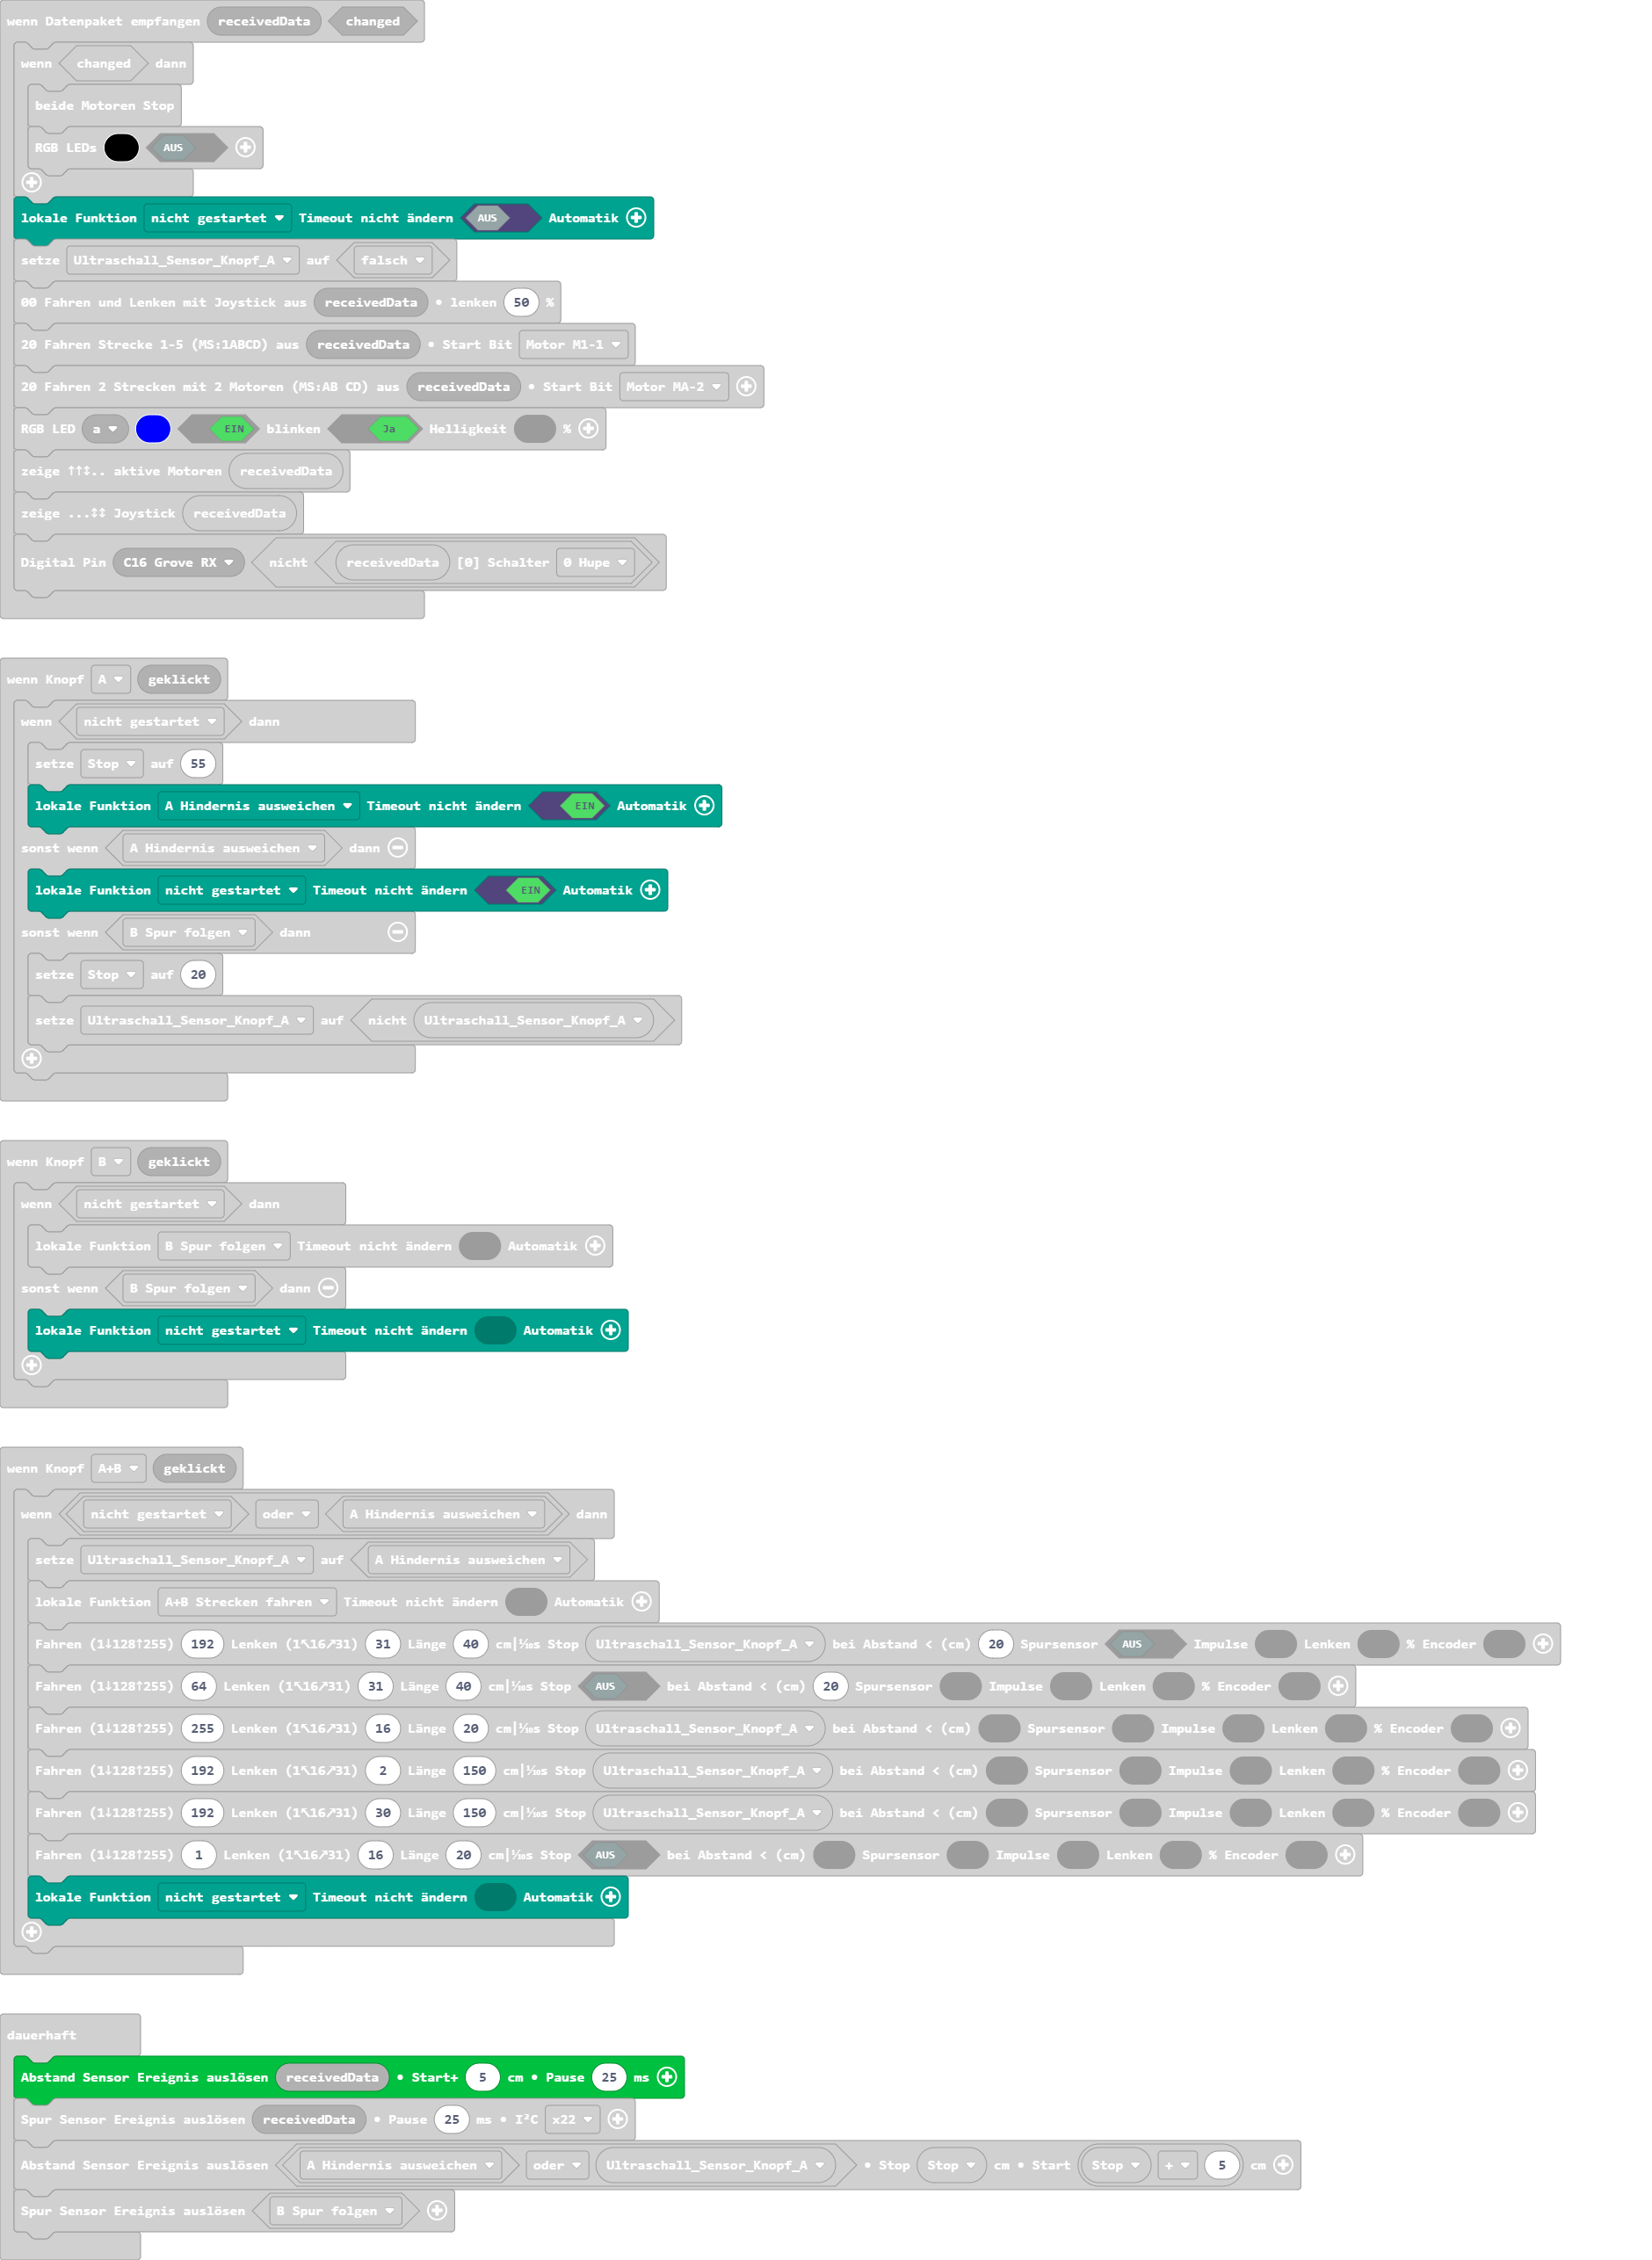 wenn Datenpaket empfangen receivedData changed
wenn changed dann
beide Motoren Stop
RGB LEDs AUS
lokale Funktion nicht gestartet Timeout nicht ändern AUS Automatik
setze Ultraschall_Sensor_Knopf_A auf falsch
00 Fahren und Lenken mit Joystick aus receivedData • lenken 50 %
20 Fahren Strecke 1-5 (MS:1ABCD) aus receivedData • Start Bit Motor M1-1
20 Fahren 2 Strecken mit 2 Motoren (MS:AB CD) aus receivedData • Start Bit Motor MA-2
RGB LED a EIN blinken Ja Helligkeit %
zeige ↑↑↕.. aktive Motoren receivedData
zeige ...↕↕ Joystick receivedData
Digital Pin C16 Grove RX nicht receivedData [0] Schalter 0 Hupe
wenn Knopf A geklickt
wenn nicht gestartet dann
setze Stop auf 55
lokale Funktion A Hindernis ausweichen Timeout nicht ändern EIN Automatik
sonst wenn A Hindernis ausweichen dann
lokale Funktion nicht gestartet Timeout nicht ändern EIN Automatik
sonst wenn B Spur folgen dann
setze Stop auf 20
setze Ultraschall_Sensor_Knopf_A auf nicht Ultraschall_Sensor_Knopf_A
wenn Knopf B geklickt
wenn nicht gestartet dann
lokale Funktion B Spur folgen Timeout nicht ändern Automatik
sonst wenn B Spur folgen dann
lokale Funktion nicht gestartet Timeout nicht ändern Automatik
wenn Knopf A+B geklickt
wenn nicht gestartet oder A Hindernis ausweichen dann
setze Ultraschall_Sensor_Knopf_A auf A Hindernis ausweichen
lokale Funktion A+B Strecken fahren Timeout nicht ändern Automatik
Fahren (1↓128↑255) 192 Lenken (1↖16↗31) 31 Länge 40 cm|⅒s Stop Ultraschall_Sensor_Knopf_A bei Abstand < (cm) 20 Spursensor AUS Impulse Lenken % Encoder
Fahren (1↓128↑255) 64 Lenken (1↖16↗31) 31 Länge 40 cm|⅒s Stop AUS bei Abstand < (cm) 20 Spursensor Impulse Lenken % Encoder
Fahren (1↓128↑255) 255 Lenken (1↖16↗31) 16 Länge 20 cm|⅒s Stop Ultraschall_Sensor_Knopf_A bei Abstand < (cm) Spursensor Impulse Lenken % Encoder
Fahren (1↓128↑255) 192 Lenken (1↖16↗31) 2 Länge 150 cm|⅒s Stop Ultraschall_Sensor_Knopf_A bei Abstand < (cm) Spursensor Impulse Lenken % Encoder
Fahren (1↓128↑255) 192 Lenken (1↖16↗31) 30 Länge 150 cm|⅒s Stop Ultraschall_Sensor_Knopf_A bei Abstand < (cm) Spursensor Impulse Lenken % Encoder
Fahren (1↓128↑255) 1 Lenken (1↖16↗31) 16 Länge 20 cm|⅒s Stop AUS bei Abstand < (cm) Spursensor Impulse Lenken % Encoder
lokale Funktion nicht gestartet Timeout nicht ändern Automatik
dauerhaft
Abstand Sensor Ereignis auslösen receivedData • Start+ 5 cm • Pause 25 ms
Spur Sensor Ereignis auslösen receivedData • Pause 25 ms • I²C x22
Abstand Sensor Ereignis auslösen A Hindernis ausweichen oder Ultraschall_Sensor_Knopf_A • Stop Stop cm • Start Stop + 5 cm
Spur Sensor Ereignis auslösen B Spur folgen